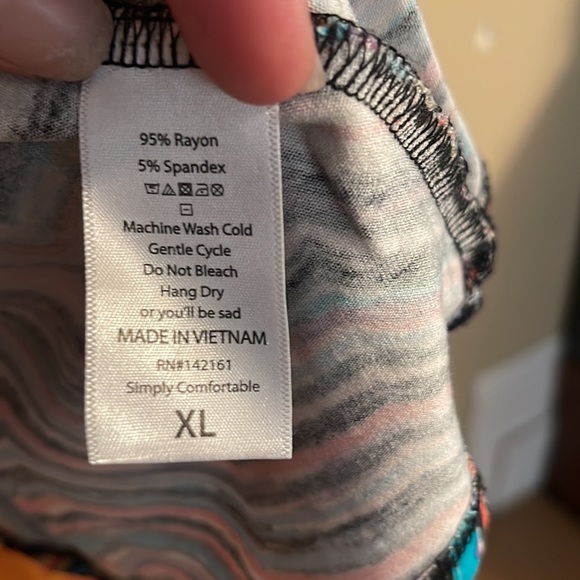 95% Rayon
5% Spandex
Machine Wash Cold
Gentle Cycle
Do Not Bleach
Hang Dry
or you'll be sad
MADE IN VIETNAM
RN#142161
Simply Comfortable
XL